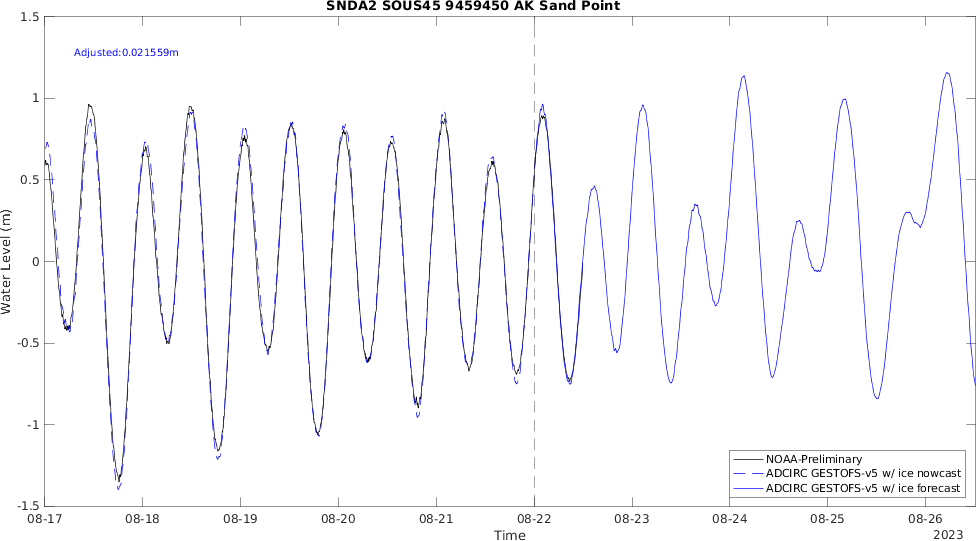 SNDA2 SOUS45 9459450 AK Sand Point
Adjusted:0.021559m
1.5
1
0.5
0
-0.5
-1
-1.5
Water Level (m)
NOAA-Preliminary
ADCIRC GESTOFS-v5 w/ ice nowcast
ADCIRC GESTOFS-v5 w/ ice forecast
08-17 08-18 08-19 08-20 08-21 08-22 08-23 08-24 08-25 08-26
Time
2023